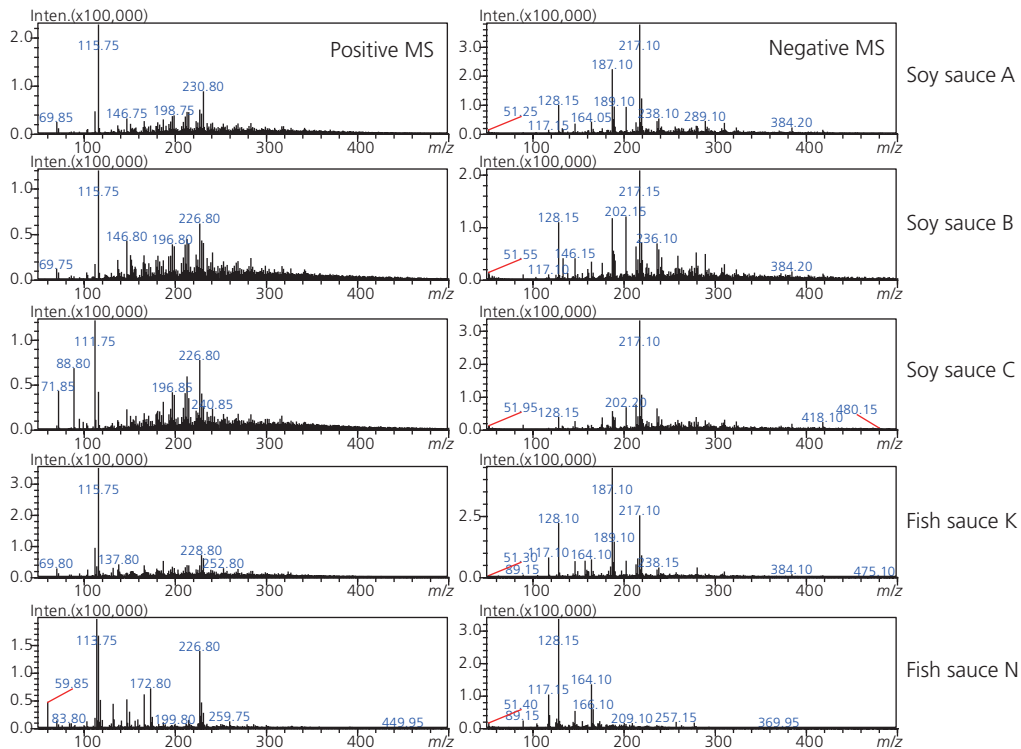 Inten.(x100,000) Inten.(x100,000)
2.0 115.75 Positive MS 3.0 217.10 Negative MS Soy sauce A
187.10
1.0 230.80 2.0
69.85 146.75 198.75 1.0 51.25 128.15 189.10 238.10 289.10
117.15 164.05 384.20
0.0 0.0
100 200 300 400 m/z 100 200 300 400 m/z
Inten.(x100,000) Inten.(x100,000)
1.0 115.75 2.0 217.15 Soy sauce B
128.15 202.15
0.5 146.80 196.80 226.80 1.0 236.10
69.75 51.55 146.15
117.10 384.20
0.0 0.0
100 200 300 400 m/z 100 200 300 400 m/z
Inten.(x100,000) Inten.(x100,000)
1.0 111.75 3.0 217.10 Soy sauce C
88.80 226.80
0.5 71.85 196.85 2.0
240.85 1.0 51.95 128.15 202.20 418.10 480.15
0.0 0.0
100 200 300 400 m/z 100 200 300 400 m/z
Inten.(x100,000) Inten.(x100,000)
3.0 115.75 187.10 Fish sauce K
2.0 2.5 128.10 217.10
1.0 189.10
69.80 137.80 228.80 252.80 51.30 117.10 164.10 238.15
89.15 384.10 475.10
0.0 0.0
100 200 300 400 m/z 100 200 300 400 m/z
Inten.(x100,000) Inten.(x100,000)
1.5 113.75 3.0 128.15 Fish sauce N
1.0 59.85 172.80 226.80 2.0 164.10
0.5 1.0 51.40 117.15 166.10
83.80 199.80 259.75 449.95 89.15 209.10 257.15 369.95
0.0 0.0
100 200 300 400 m/z 100 200 300 400 m/z